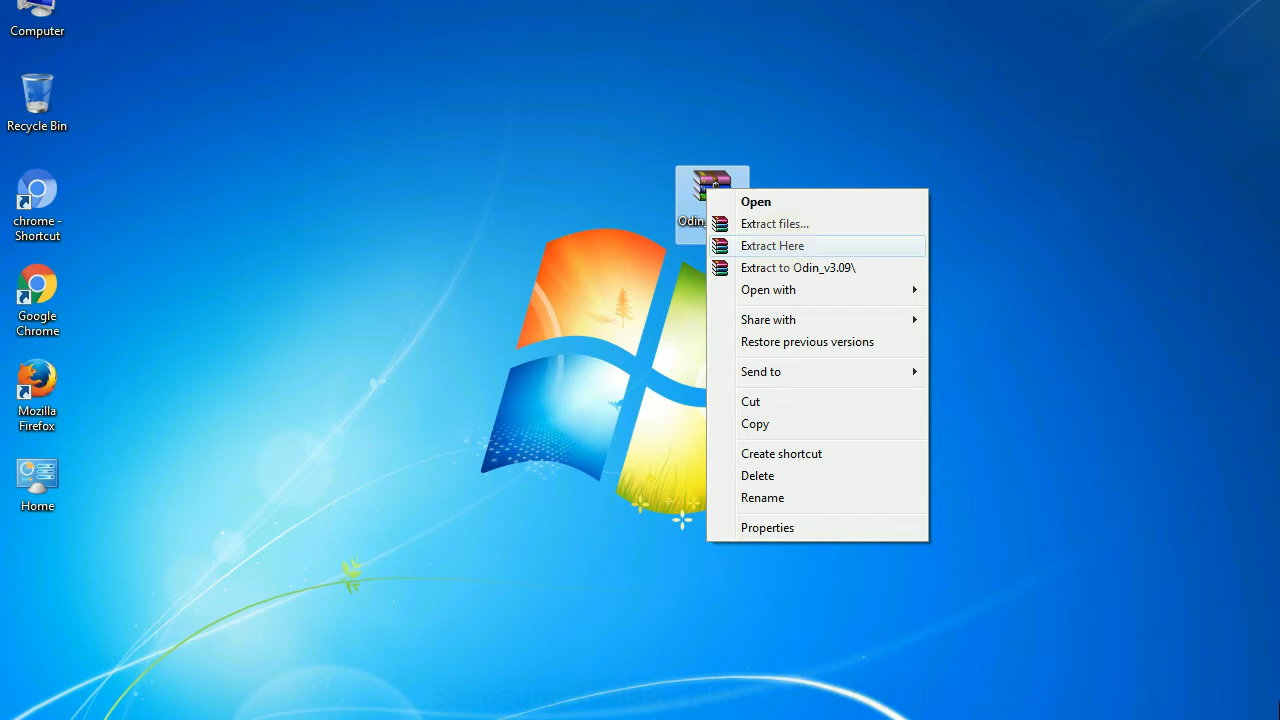 Computer
Recycle Bin
chrome -
Shortcut
Google
Chrome
Mozilla
Firefox
Home
Odin_
Open
Extract files...
Extract Here
Extract to Odin_v3.09\
Open with
Share with
Restore previous versions
Send to
Cut
Copy
Create shortcut
Delete
Rename
Properties